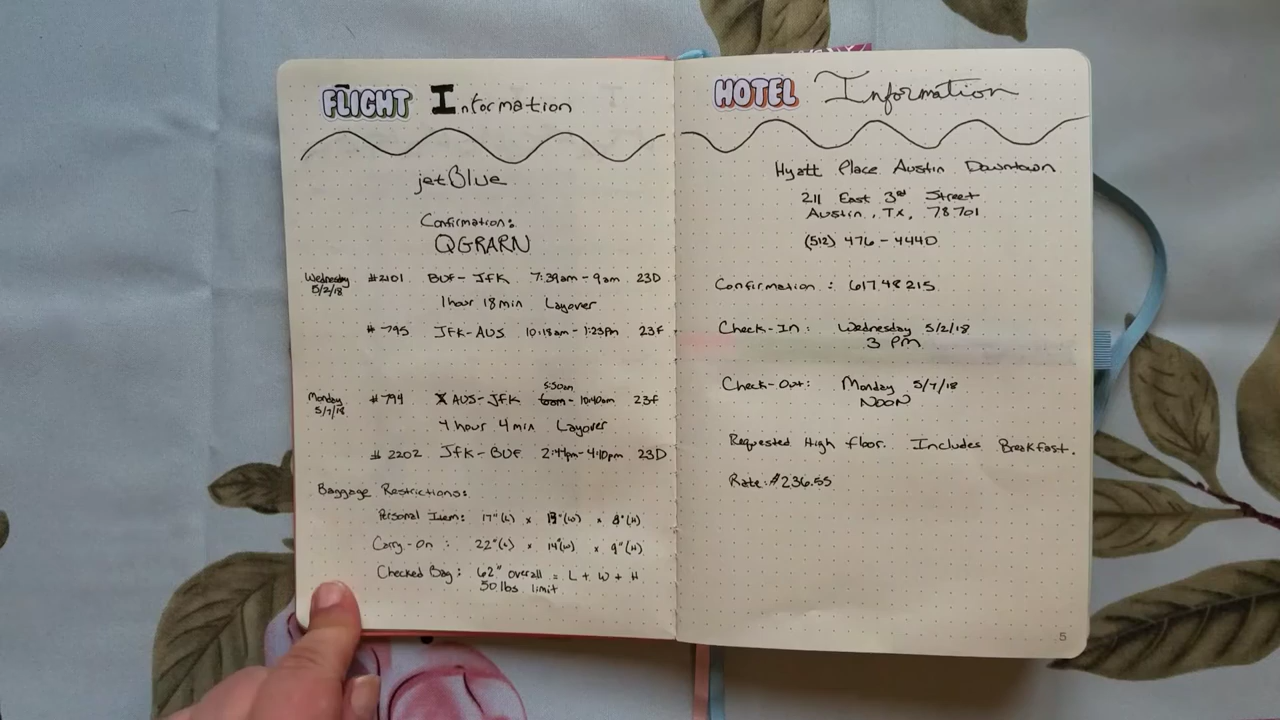 FLIGHT Information
jetBlue
Confirmation:
QGRARN
Wednesday 5/2/18 #2101 BUF-JFK 7:39am-9am 23D
1hour 18min Layover
#795 JFK-AUS 10:18am-1:23pm 23F
5:50am
Monday 5/7/18 #794 AUS-JFK 6am-10:40am 23F
4 hour 4 min Layover
#2202 JFK-BUF 2:44pm-4:10pm 23D
Baggage Restrictions:
Personal Item: 17"(L) x 13"(W) x 8"(H)
Carry-On: 22"(L) x 14"(W) x 9"(H)
Checked Bag: 62" overall = L + W + H
50 lbs limit
HOTEL Information
Hyatt Place Austin Downtown
211 East 3rd Street
Austin, TX, 78701
(512) 476-4440
Confirmation: 61748215
Check-In: Wednesday 5/2/18
3 PM
Check-Out: Monday 5/7/18
NOON
Requested High floor. Includes Breakfast.
Rate: $236.55
5